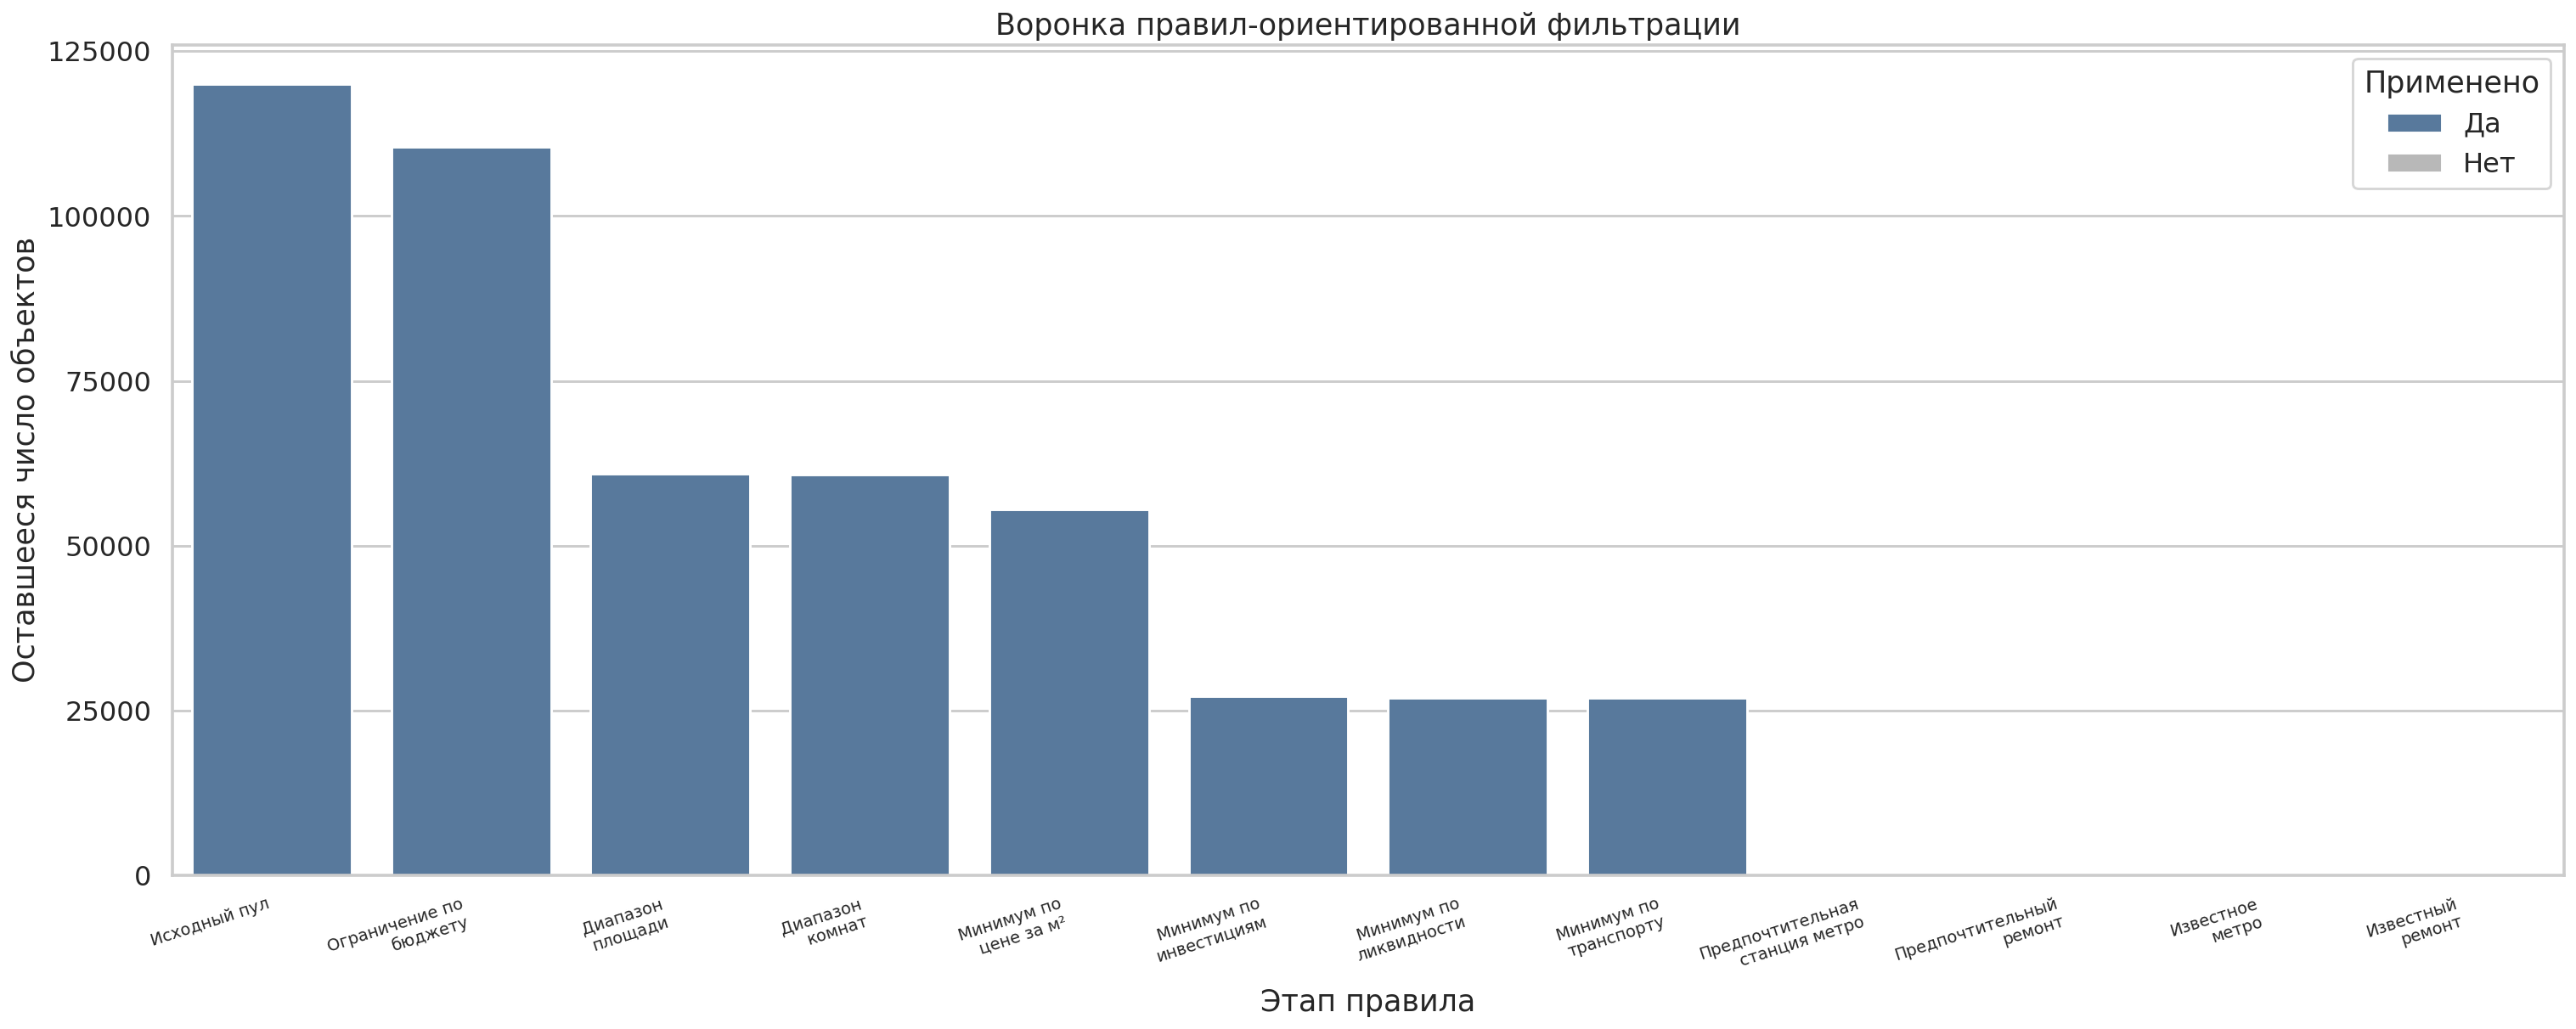 Воронка правил-ориентированной фильтрации
125000
100000
75000
50000
25000
0
Оставшееся число объектов
Применено
Да
Нет
Исходный пул
Ограничение по
бюджету
Диапазон
площади
Диапазон
комнат
Минимум по
цене за м²
Минимум по
инвестициям
Минимум по
ликвидности
Минимум по
транспорту
Предпочтительная
станция метро
Предпочтительный
ремонт
Известное
метро
Известный
ремонт
Этап правила